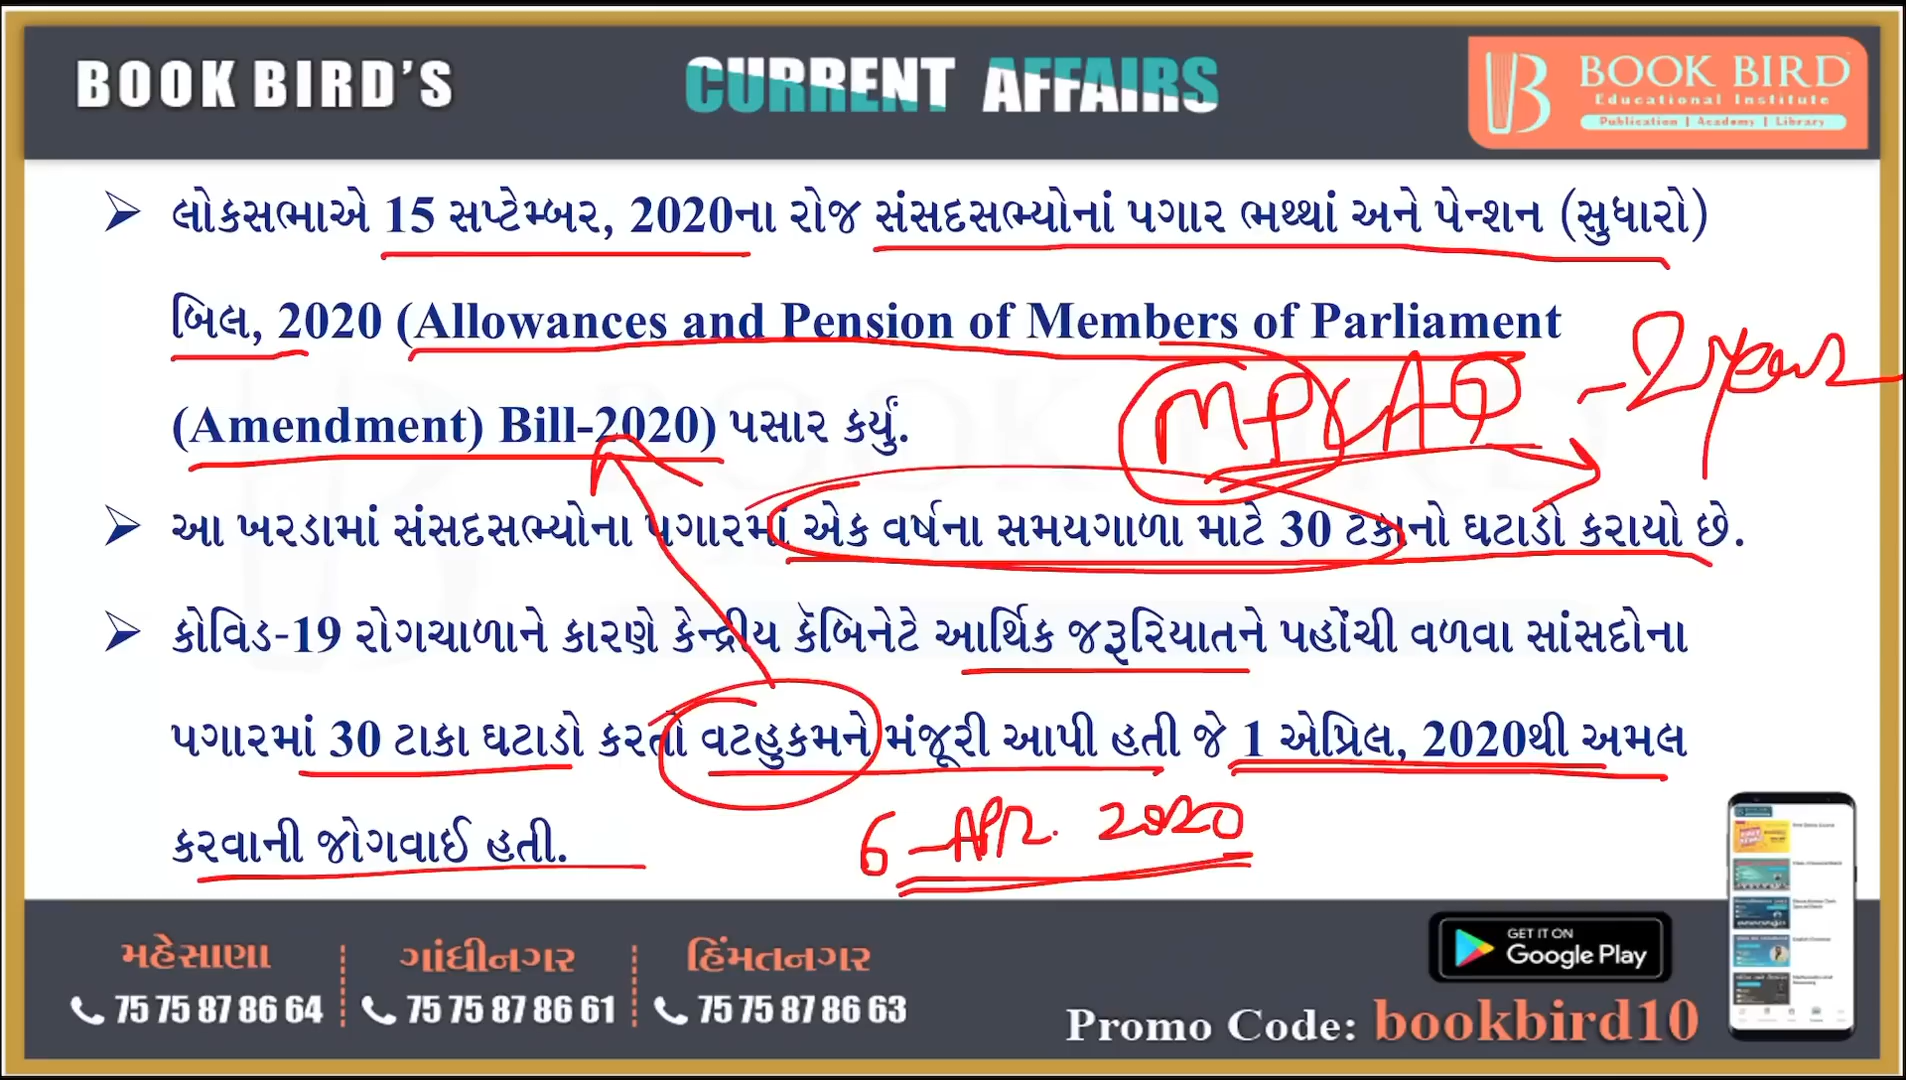 BOOK BIRD'S
CURRENT AFFAIRS
BOOK BIRD
Educational Institute
Publication | Academy | Library
➢ લોકસભાએ 15 સપ્ટેમ્બર, 2020ના રોજ સંસદસભ્યોનાં પગાર ભથ્થાં અને પેન્શન (સુધારો)
બિલ, 2020 (Allowances and Pension of Members of Parliament
(Amendment) Bill-2020) પસાર કર્યું.
MPLAD - 2 year
➢ આ ખરડામાં સંસદસભ્યોના પગારમાં એક વર્ષના સમયગાળા માટે 30 ટકાનો ઘટાડો કરાયો છે.
➢ કોવિડ-19 રોગચાળાને કારણે કેન્દ્રીય કૅબિનેટે આર્થિક જરૂરિયાતને પહોંચી વળવા સાંસદોના
પગારમાં 30 ટાકા ઘટાડો કરતો વટહુકમને મંજૂરી આપી હતી જે 1 એપ્રિલ, 2020થી અમલ
કરવાની જોગવાઈ હતી.
6 - APR. 2020
મહેસાણા
75 75 87 86 64
ગાંધીનગર
75 75 87 86 61
હિંમતનગર
75 75 87 86 63
GET IT ON
Google Play
Promo Code: bookbird10